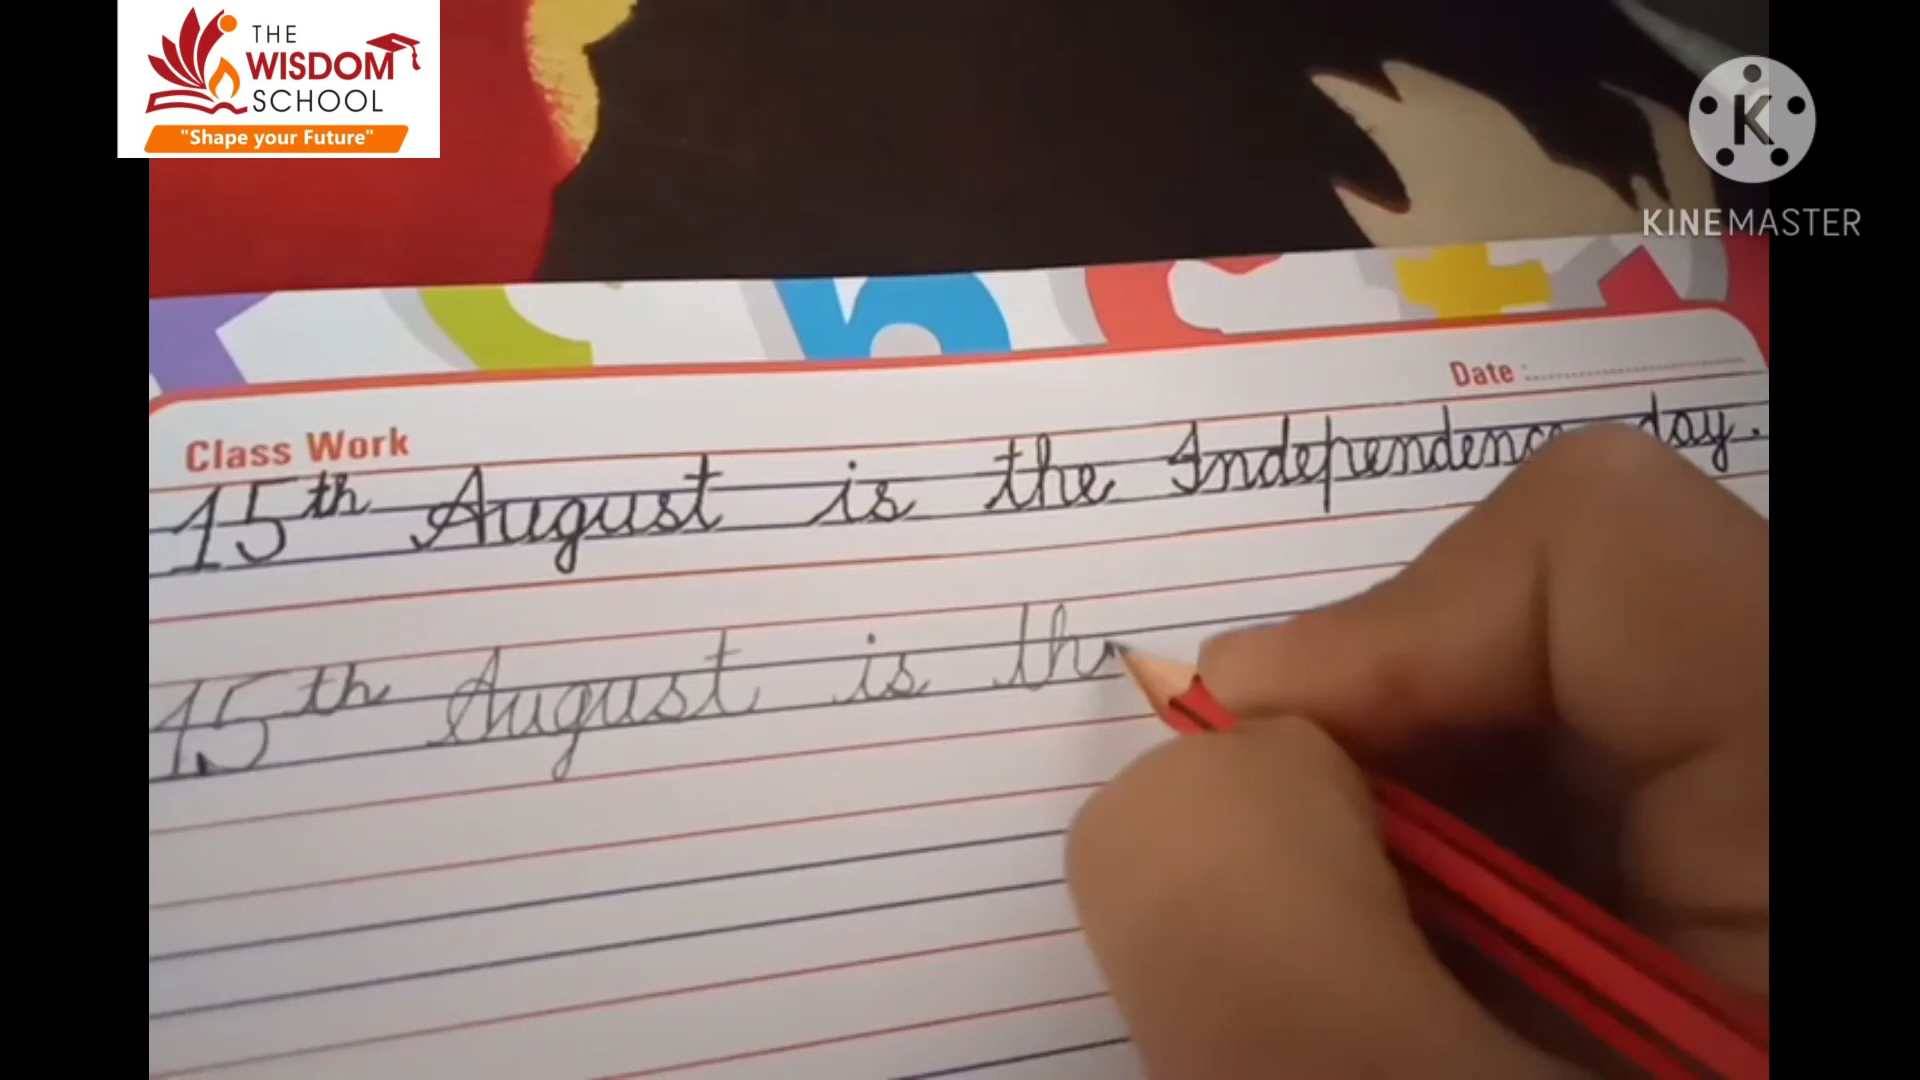 THE
WISDOM
SCHOOL
"Shape your Future"
K
KINEMASTER
Date :
Class Work
15th August is the Independence day.
15th August is th